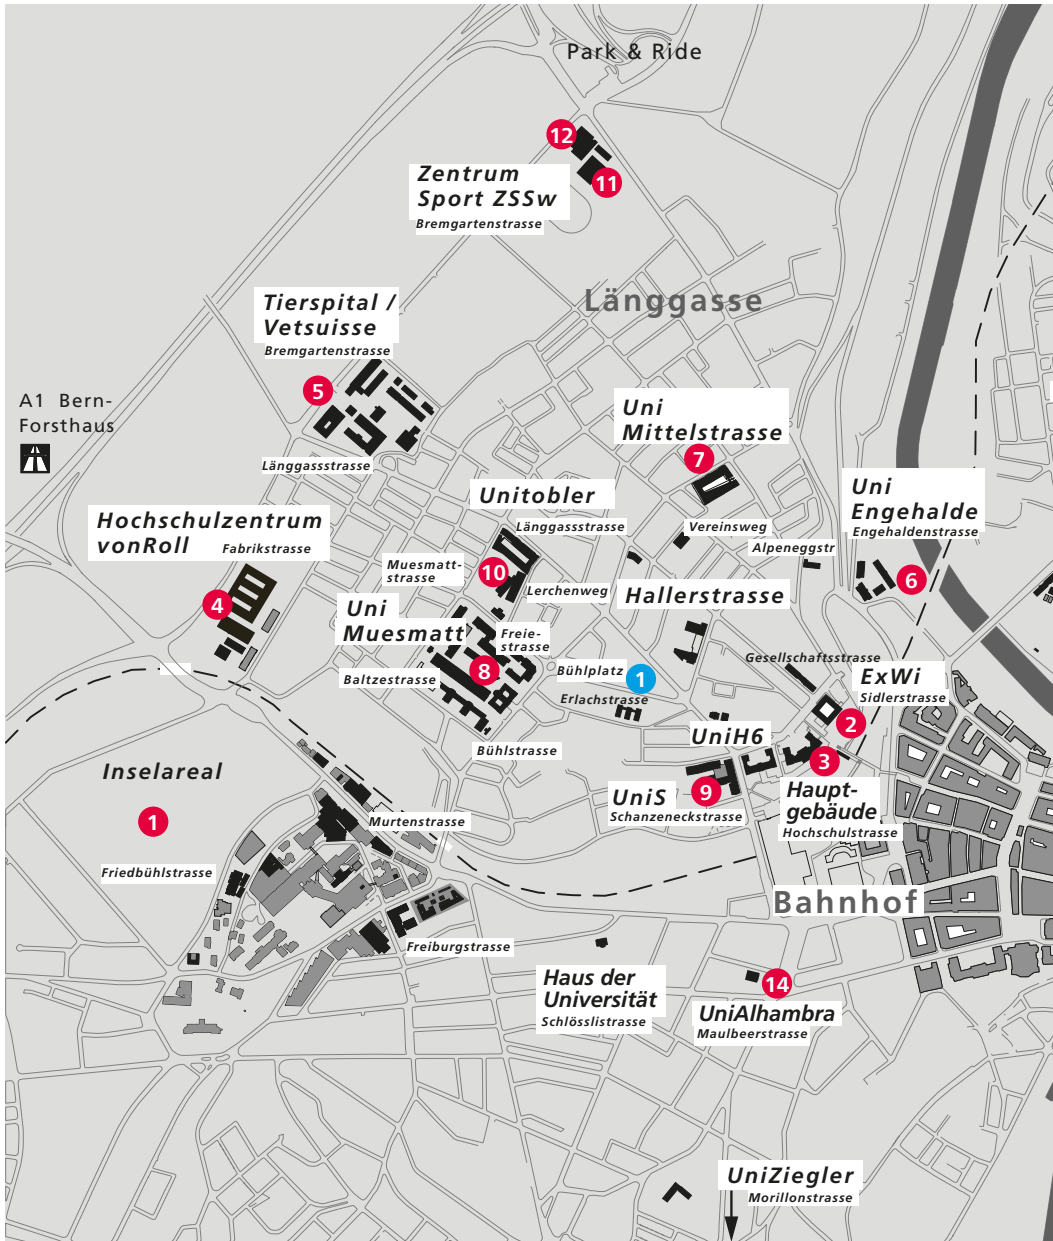 Park & Ride
12
Zentrum
Sport ZSSw
11
Bremgartenstrasse
Länggasse
Tierspital /
Vetsuisse
Bremgartenstrasse
5
A1 Bern-
Forsthaus
Länggassstrasse
Uni
Mittelstrasse
7
Unitobler
Länggassstrasse
Vereinsweg
Alpeneggstr
Uni
Engehalde
Engehaldenstrasse
6
Hochschulzentrum
vonRoll Fabrikstrasse
4
Muesmatt-
strasse
10
Lerchenweg
Hallerstrasse
Uni
Muesmatt
Freie-
strasse
Baltzestrasse
8
Bühlplatz
1
Erlachstrasse
Gesellschaftsstrasse
ExWi
Sidlerstrasse
2
Bühlstrasse
UniH6
3
Inselareal
1
Friedbühlstrasse
Murtenstrasse
UniS
9
Schanzeneckstrasse
Haupt-
gebäude
Hochschulstrasse
Bahnhof
Freiburgstrasse
Haus der
Universität
Schlösslistrasse
14
UniAlhambra
Maulbeerstrasse
UniZiegler
Morillonstrasse